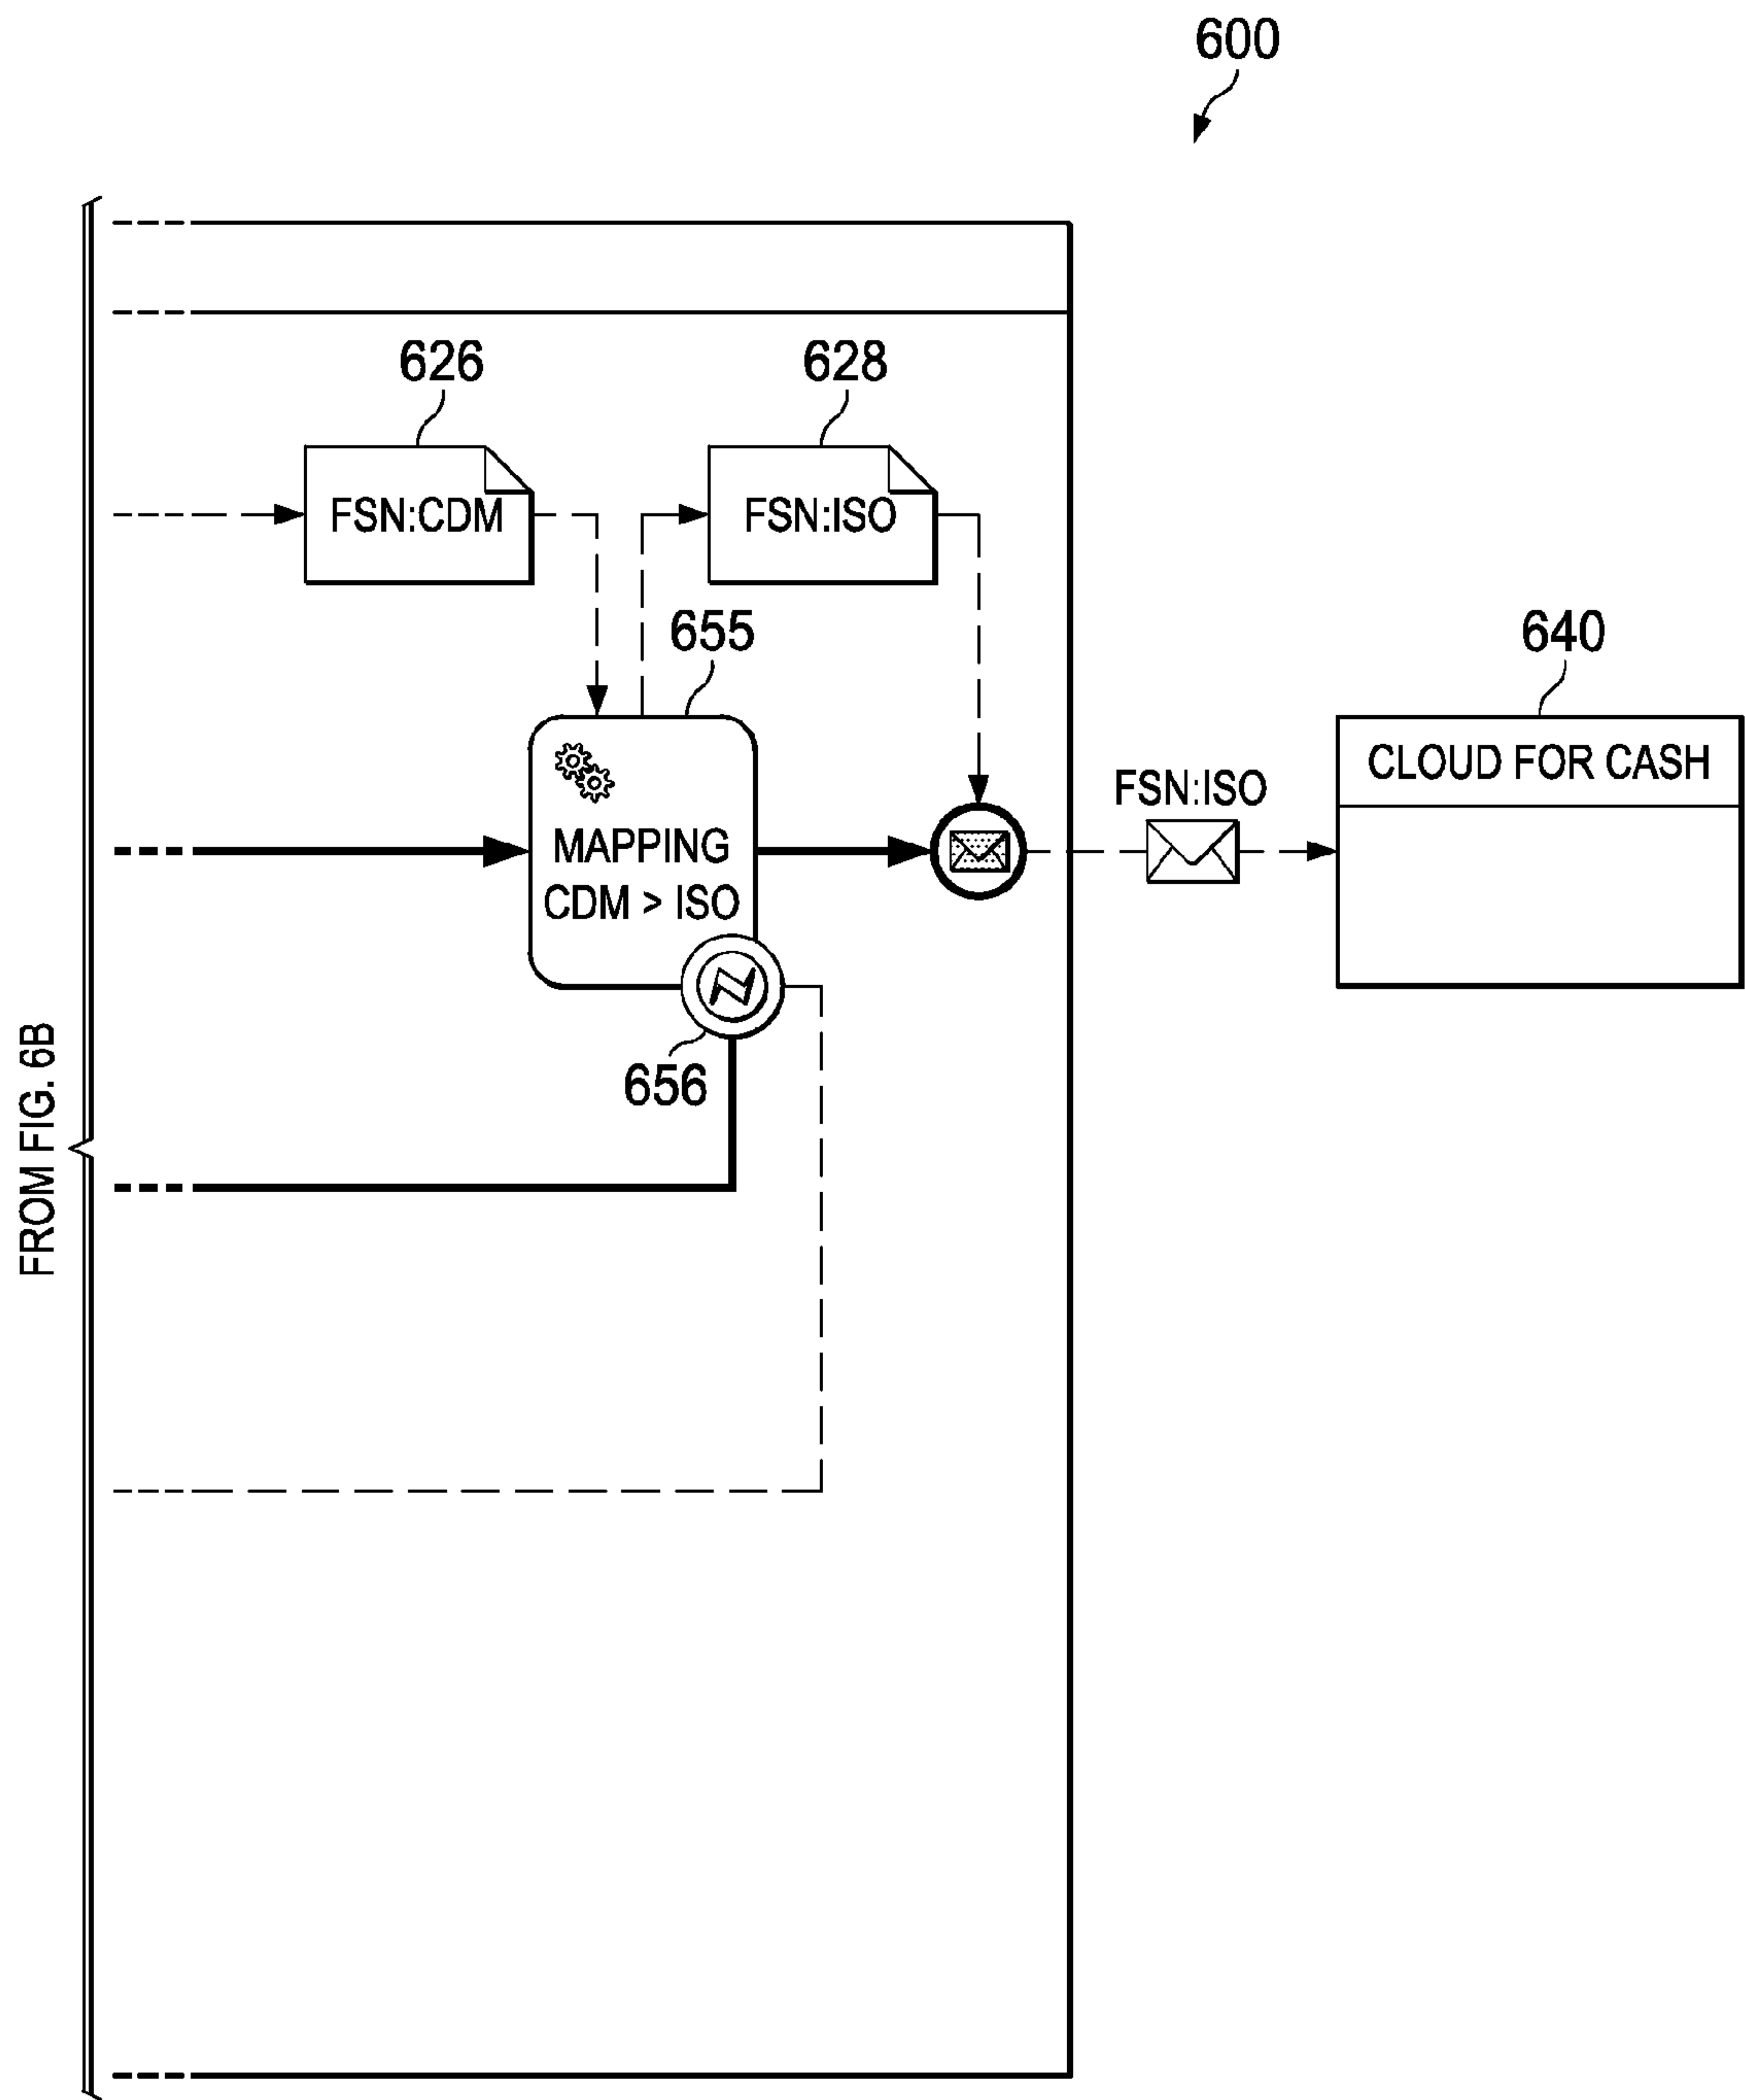 600
626
628
FSN:CDM
FSN:ISO
655
640
CLOUD FOR CASH
FSN:ISO
MAPPING
CDM > ISO
656
FROM FIG. 6B